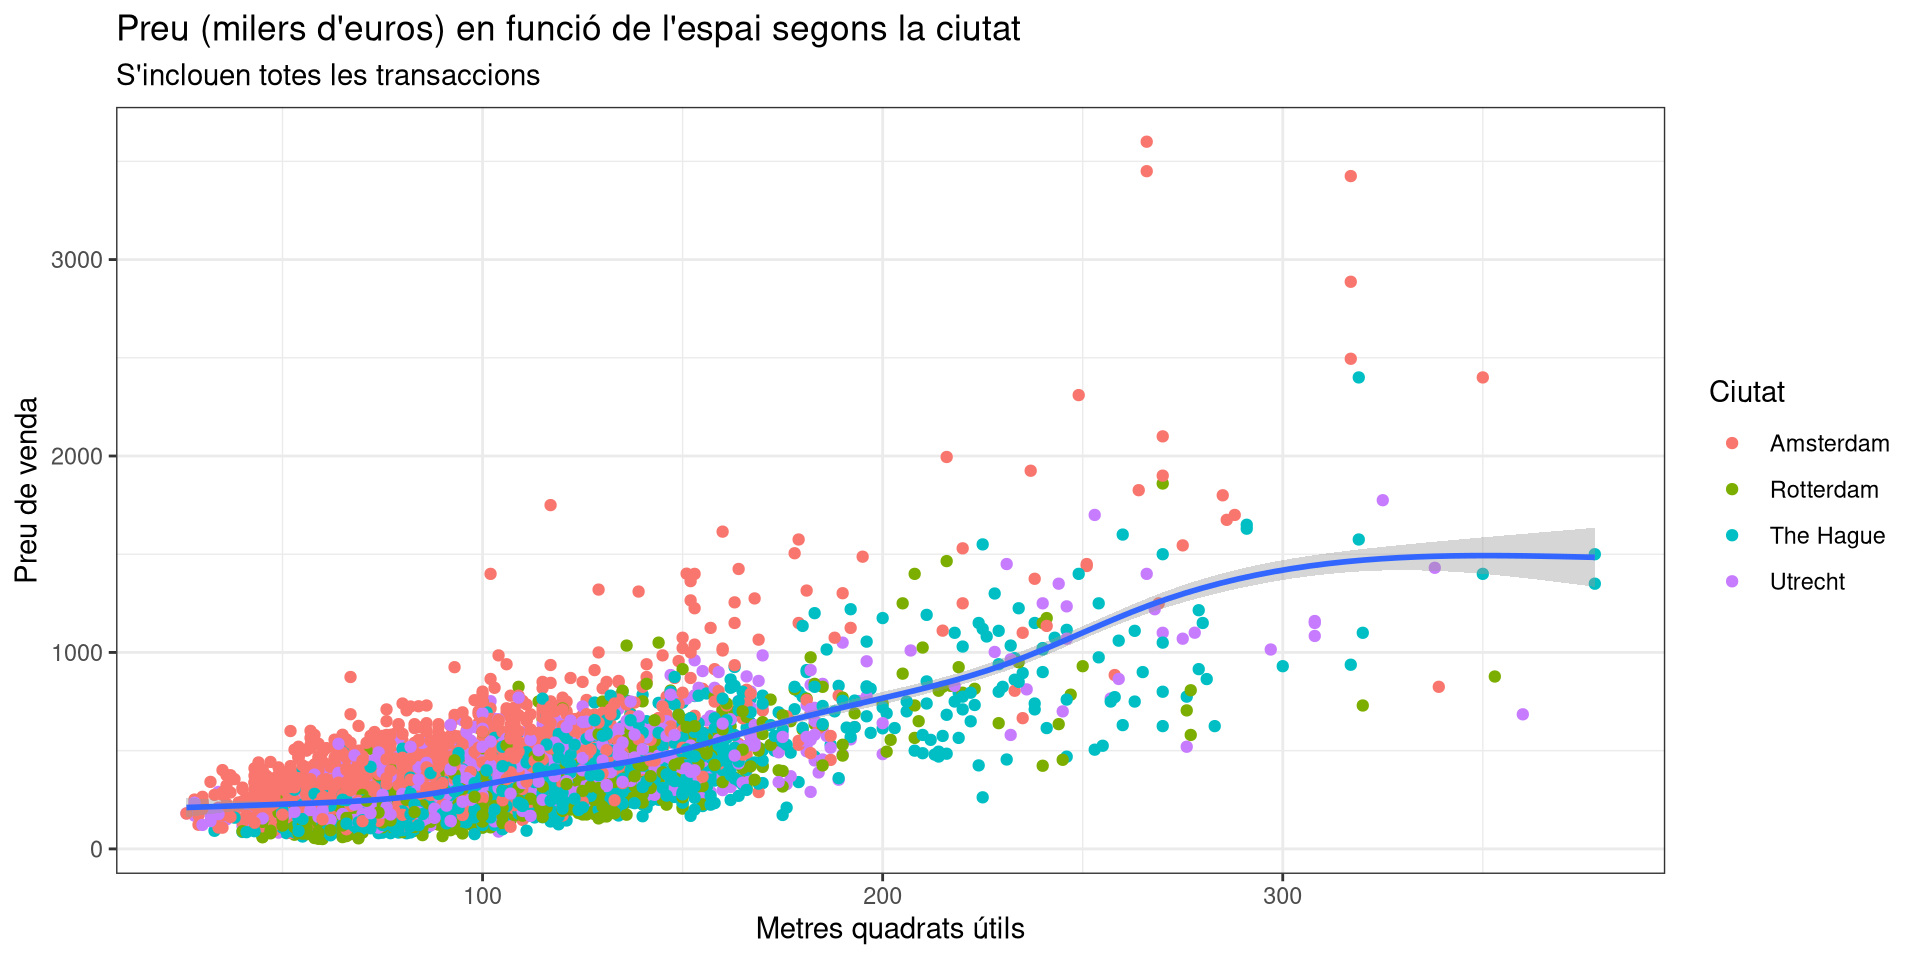 Preu (milers d'euros) en funció de l'espai segons la ciutat
S'inclouen totes les transaccions
Preu de venda
3000
2000
1000
0
100
200
300
Metres quadrats útils
Ciutat
Amsterdam
Rotterdam
The Hague
Utrecht